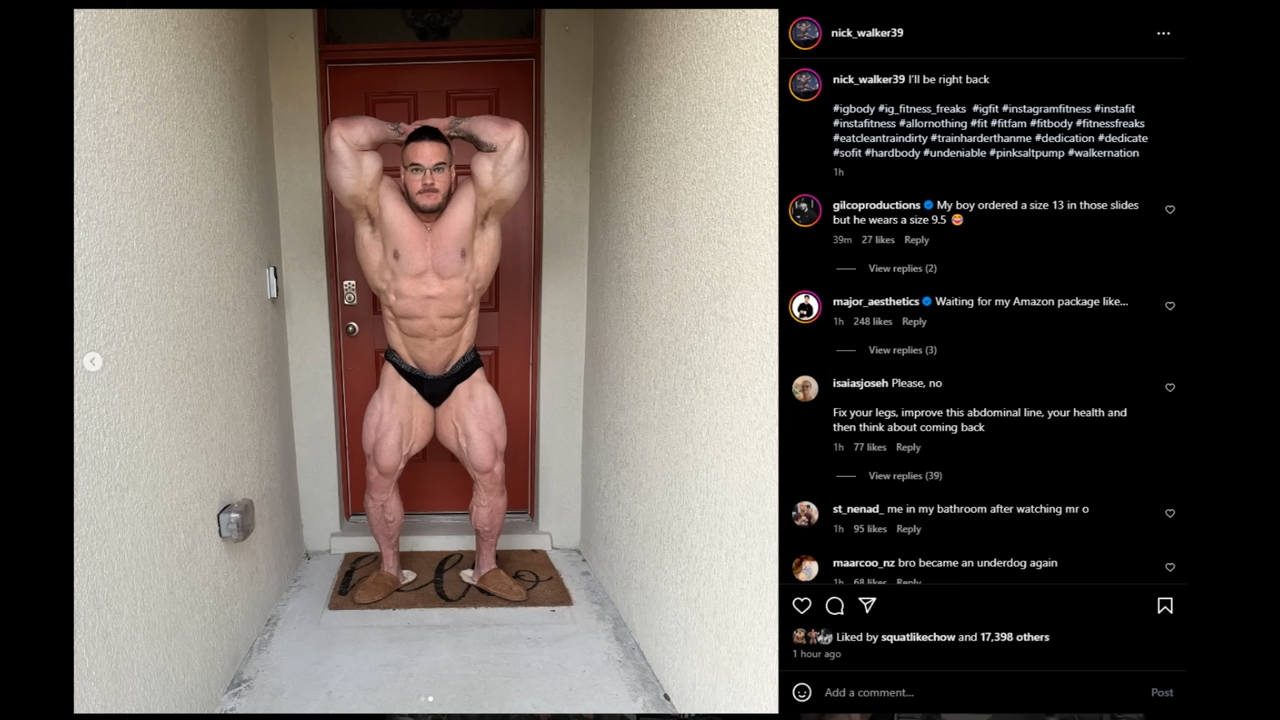 nick_walker39
nick_walker39 I'll be right back
#igbody #ig_fitness_freaks #igfit #instagramfitness #instafit
#instafitness #allornothing #fit #fitfam #fitbody #fitnessfreaks
#eatcleantraindirty #trainharderthanme #dedication #dedicate
#sofit #hardbody #undeniable #pinksaltpump #walkernation
1h
gilcoproductions My boy ordered a size 13 in those slides
but he wears a size 9.5 😂
39m 27 likes Reply
View replies (2)
major_aesthetics Waiting for my Amazon package like...
1h 248 likes Reply
View replies (3)
isaiasjoseh Please, no
Fix your legs, improve this abdominal line, your health and
then think about coming back
1h 77 likes Reply
View replies (39)
st_nenad_ me in my bathroom after watching mr o
1h 95 likes Reply
maarcoo_nz bro became an underdog again
1h 68 likes Reply
Liked by squatlikechow and 17,398 others
1 hour ago
Add a comment...
Post
hello